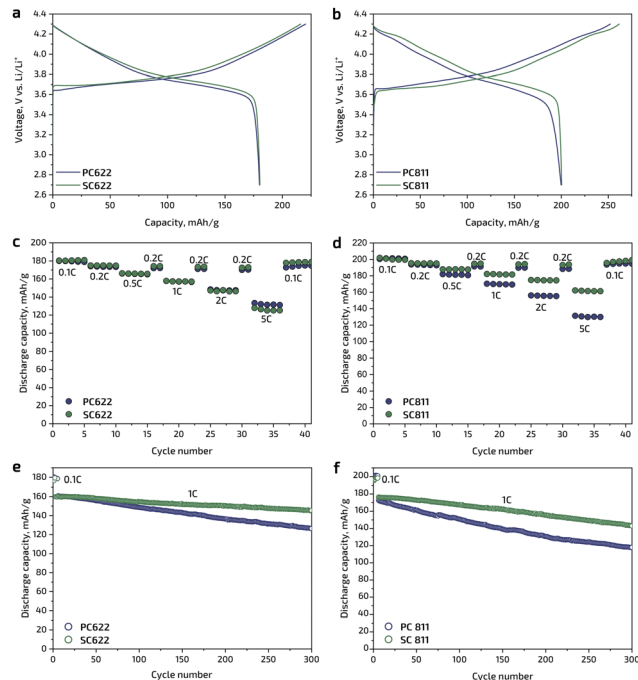 a
4.4
4.2
4.0
3.8
3.6
3.4
3.2
3.0
2.8
2.6
Voltage, V vs. Li/Li⁺
PC622
SC622
0 50 100 150 200
Capacity, mAh/g
b
4.4
4.2
4.0
3.8
3.6
3.4
3.2
3.0
2.8
2.6
Voltage, V vs. Li/Li⁺
PC811
SC811
0 50 100 150 200 250
Capacity, mAh/g
c
200
180
160
140
120
100
80
60
40
20
0
Discharge capacity, mAh/g
0.2C 0.2C 0.2C
0.1C 0.2C 0.5C 1C 2C 5C 0.1C
PC622
SC622
0 5 10 15 20 25 30 35 40
Cycle number
d
220
200
180
160
140
120
100
80
60
40
20
0
Discharge capacity, mAh/g
0.2C 0.2C 0.2C
0.1C 0.2C 0.5C 1C 2C 5C 0.1C
PC811
SC811
0 5 10 15 20 25 30 35 40
Cycle number
e
180
160
140
120
100
80
60
40
20
0
Discharge capacity, mAh/g
0.1C
1C
PC622
SC622
0 50 100 150 200 250 300
Cycle number
f
200
180
160
140
120
100
80
60
40
20
0
Discharge capacity, mAh/g
0.1C
1C
PC 811
SC 811
0 50 100 150 200 250 300
Cycle number